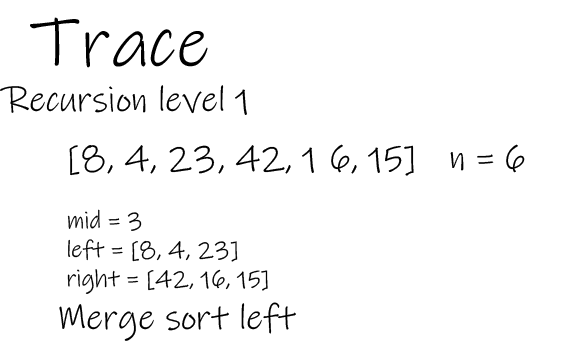 Trace
Recursion level 1
[8, 4, 23, 42, 1 6, 15] n = 6
mid = 3
left = [8, 4, 23]
right = [42, 16, 15]
Merge sort left